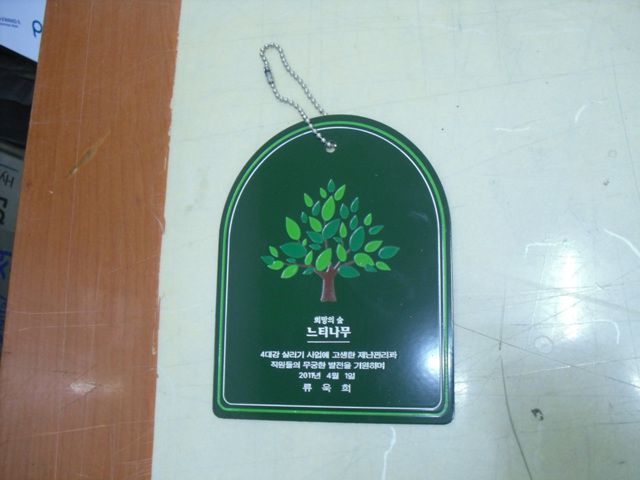 희망의 숲
느티나무
4대강 살리기 사업에 고생한 재난관리과
직원들의 무궁한 발전을 기원하며
2011년 4월 1일
류 욱 희